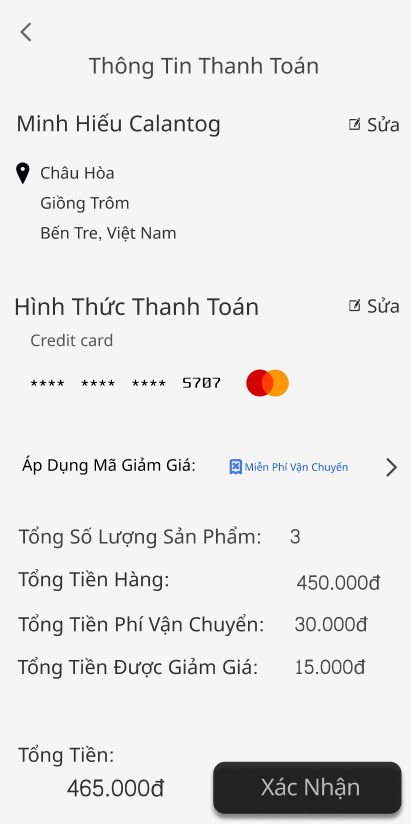 Thông Tin Thanh Toán
Minh Hiếu Calantog
Sửa
Châu Hòa
Giồng Trôm
Bến Tre, Việt Nam
Hình Thức Thanh Toán
Sửa
Credit card
**** **** **** 5707
Áp Dụng Mã Giảm Giá:
Miễn Phí Vận Chuyển
Tổng Số Lượng Sản Phẩm: 3
Tổng Tiền Hàng: 450.000đ
Tổng Tiền Phí Vận Chuyển: 30.000đ
Tổng Tiền Được Giảm Giá: 15.000đ
Tổng Tiền:
465.000đ
Xác Nhận